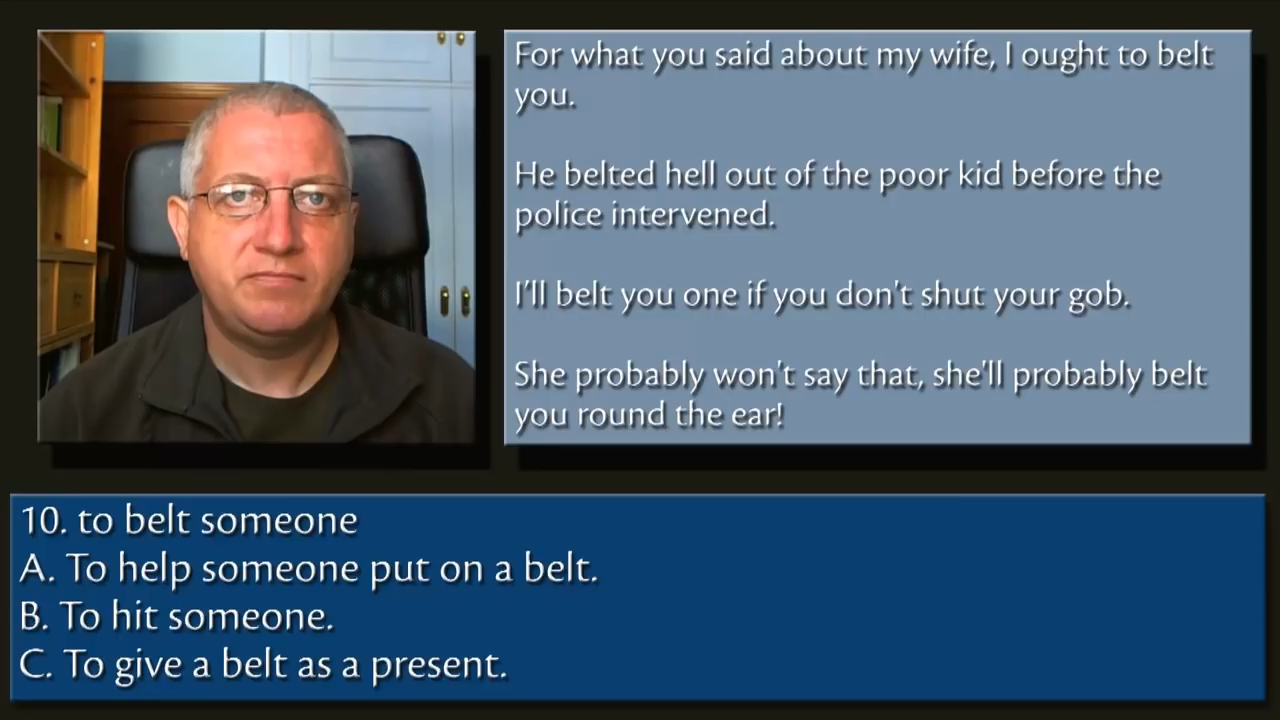 For what you said about my wife, I ought to belt
you.
He belted hell out of the poor kid before the
police intervened.
I'll belt you one if you don't shut your gob.
She probably won't say that, she'll probably belt
you round the ear!
10. to belt someone
A. To help someone put on a belt.
B. To hit someone.
C. To give a belt as a present.